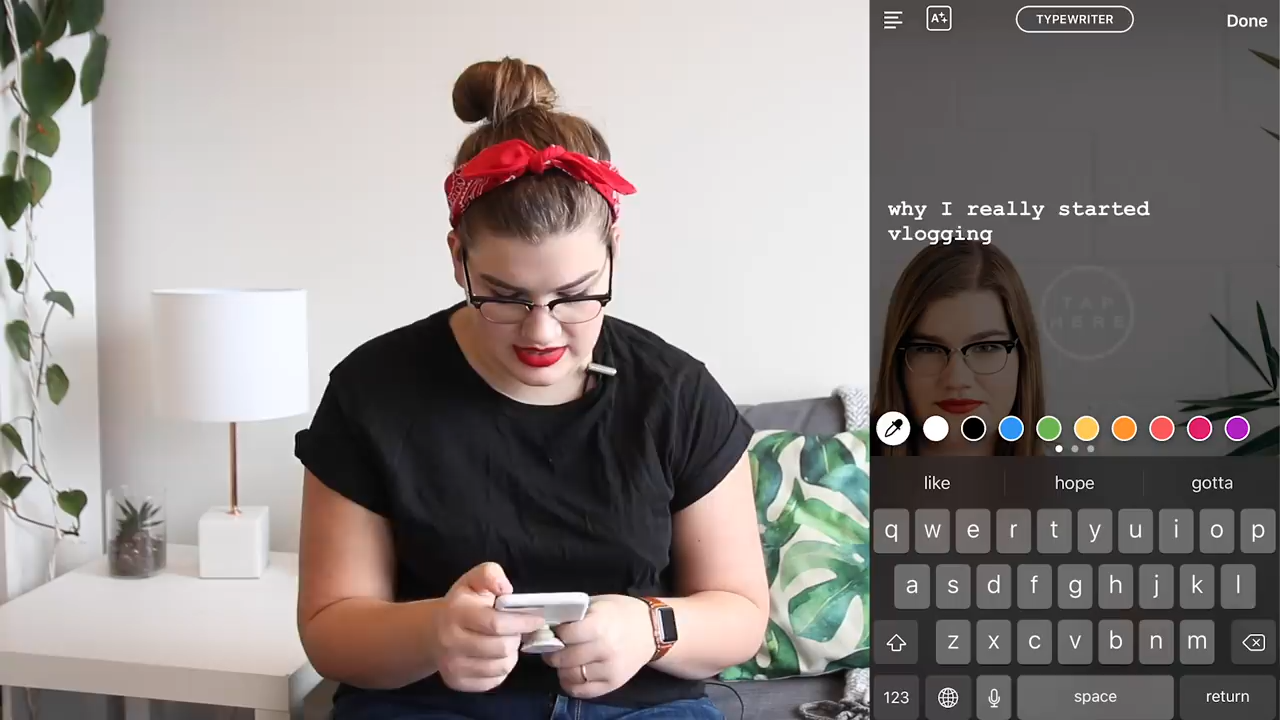 TYPEWRITER
Done
why I really started
vlogging
TAP
HERE
like hope gotta
q w e r t y u i o p
a s d f g h j k l
z x c v b n m
123 space return